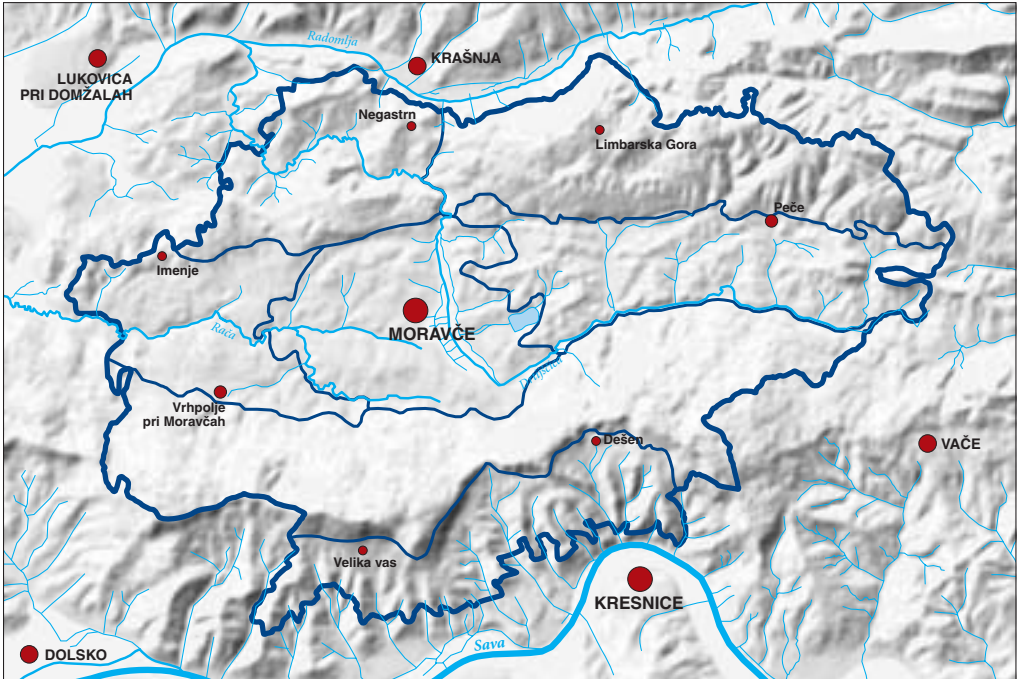 Radomlja
KRAŠNJA
LUKOVICA
PRI DOMŽALAH
Negastrn
Limbarska Gora
Peče
Imenje
MORAVČE
Rača
Drtijščica
Vrhpolje
pri Moravčah
Dešen
VAČE
Velika vas
KRESNICE
Sava
DOLSKO